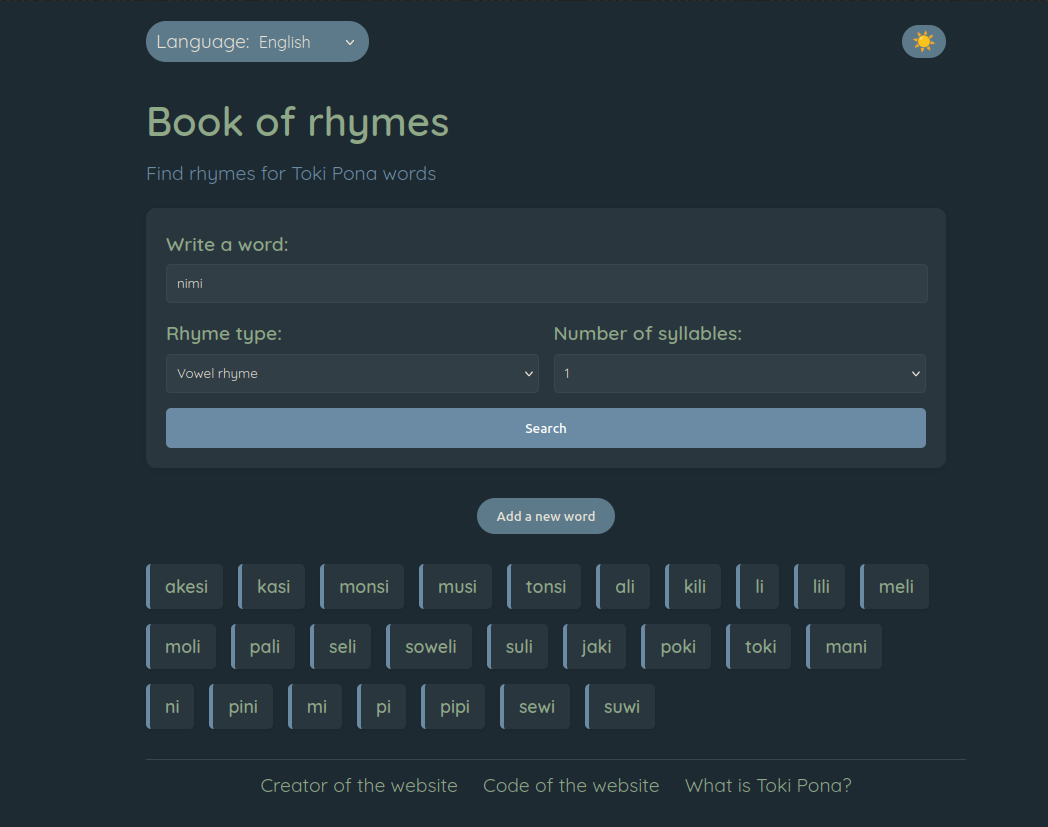 Language: English
Book of rhymes
Find rhymes for Toki Pona words
Write a word:
nimi
Rhyme type: Number of syllables:
Vowel rhyme 1
Search
Add a new word
akesi kasi monsi musi tonsi ali kili li lili meli
moli pali seli soweli suli jaki poki toki mani
ni pini mi pi pipi sewi suwi
Creator of the website Code of the website What is Toki Pona?